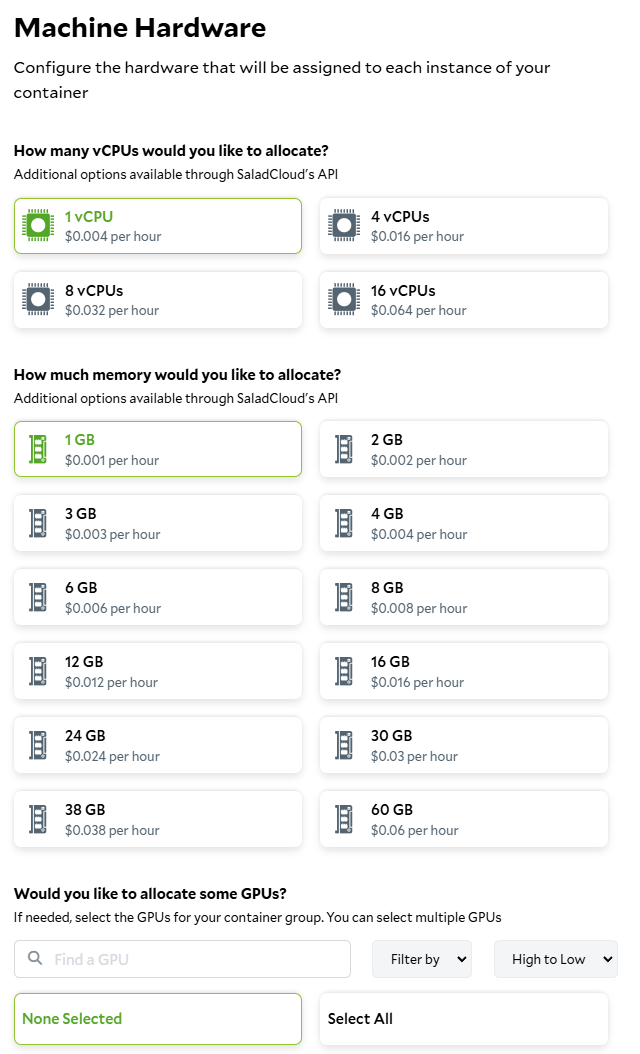 Machine Hardware
Configure the hardware that will be assigned to each instance of your
container
How many vCPUs would you like to allocate?
Additional options available through SaladCloud's API
1 vCPU
$0.004 per hour
4 vCPUs
$0.016 per hour
8 vCPUs
$0.032 per hour
16 vCPUs
$0.064 per hour
How much memory would you like to allocate?
Additional options available through SaladCloud's API
1 GB
$0.001 per hour
2 GB
$0.002 per hour
3 GB
$0.003 per hour
4 GB
$0.004 per hour
6 GB
$0.006 per hour
8 GB
$0.008 per hour
12 GB
$0.012 per hour
16 GB
$0.016 per hour
24 GB
$0.024 per hour
30 GB
$0.03 per hour
38 GB
$0.038 per hour
60 GB
$0.06 per hour
Would you like to allocate some GPUs?
If needed, select the GPUs for your container group. You can select multiple GPUs
Find a GPU
Filter by
High to Low
None Selected
Select All